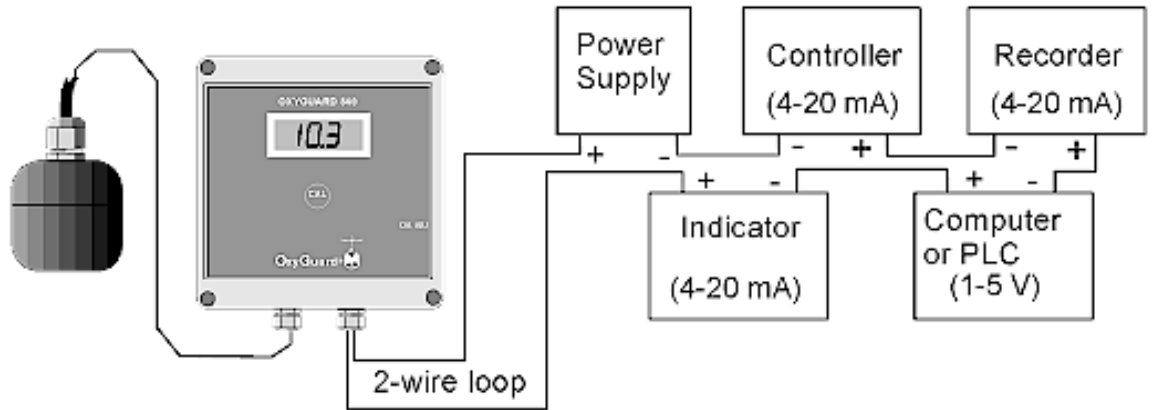 OXYGUARD 840
10.3
CAL
OxyGuard
2-wire loop
Power
Supply
+
-
Controller
(4-20 mA)
-
+
Recorder
(4-20 mA)
-
+
+
-
Indicator
(4-20 mA)
+
-
Computer
or PLC
(1-5 V)